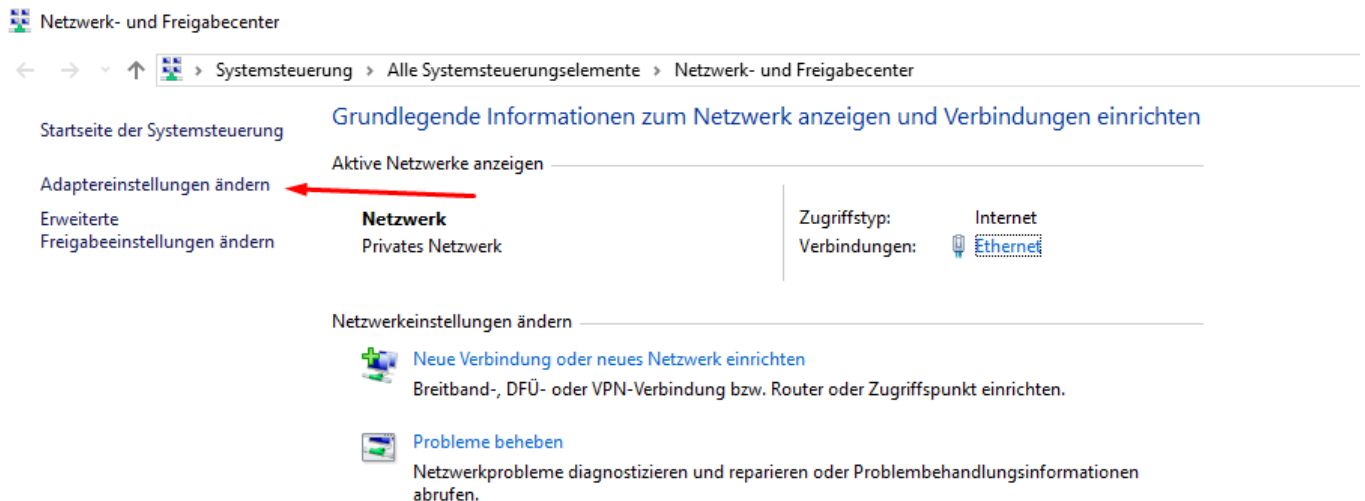 Netzwerk- und Freigabecenter
Systemsteuerung > Alle Systemsteuerungselemente > Netzwerk- und Freigabecenter
Startseite der Systemsteuerung
Adaptereinstellungen ändern
Erweiterte
Freigabeeinstellungen ändern
Grundlegende Informationen zum Netzwerk anzeigen und Verbindungen einrichten
Aktive Netzwerke anzeigen
Netzwerk
Privates Netzwerk
Zugriffstyp: Internet
Verbindungen: Ethernet
Netzwerkeinstellungen ändern
Neue Verbindung oder neues Netzwerk einrichten
Breitband-, DFÜ- oder VPN-Verbindung bzw. Router oder Zugriffspunkt einrichten.
Probleme beheben
Netzwerkprobleme diagnostizieren und reparieren oder Problembehandlungsinformationen
abrufen.